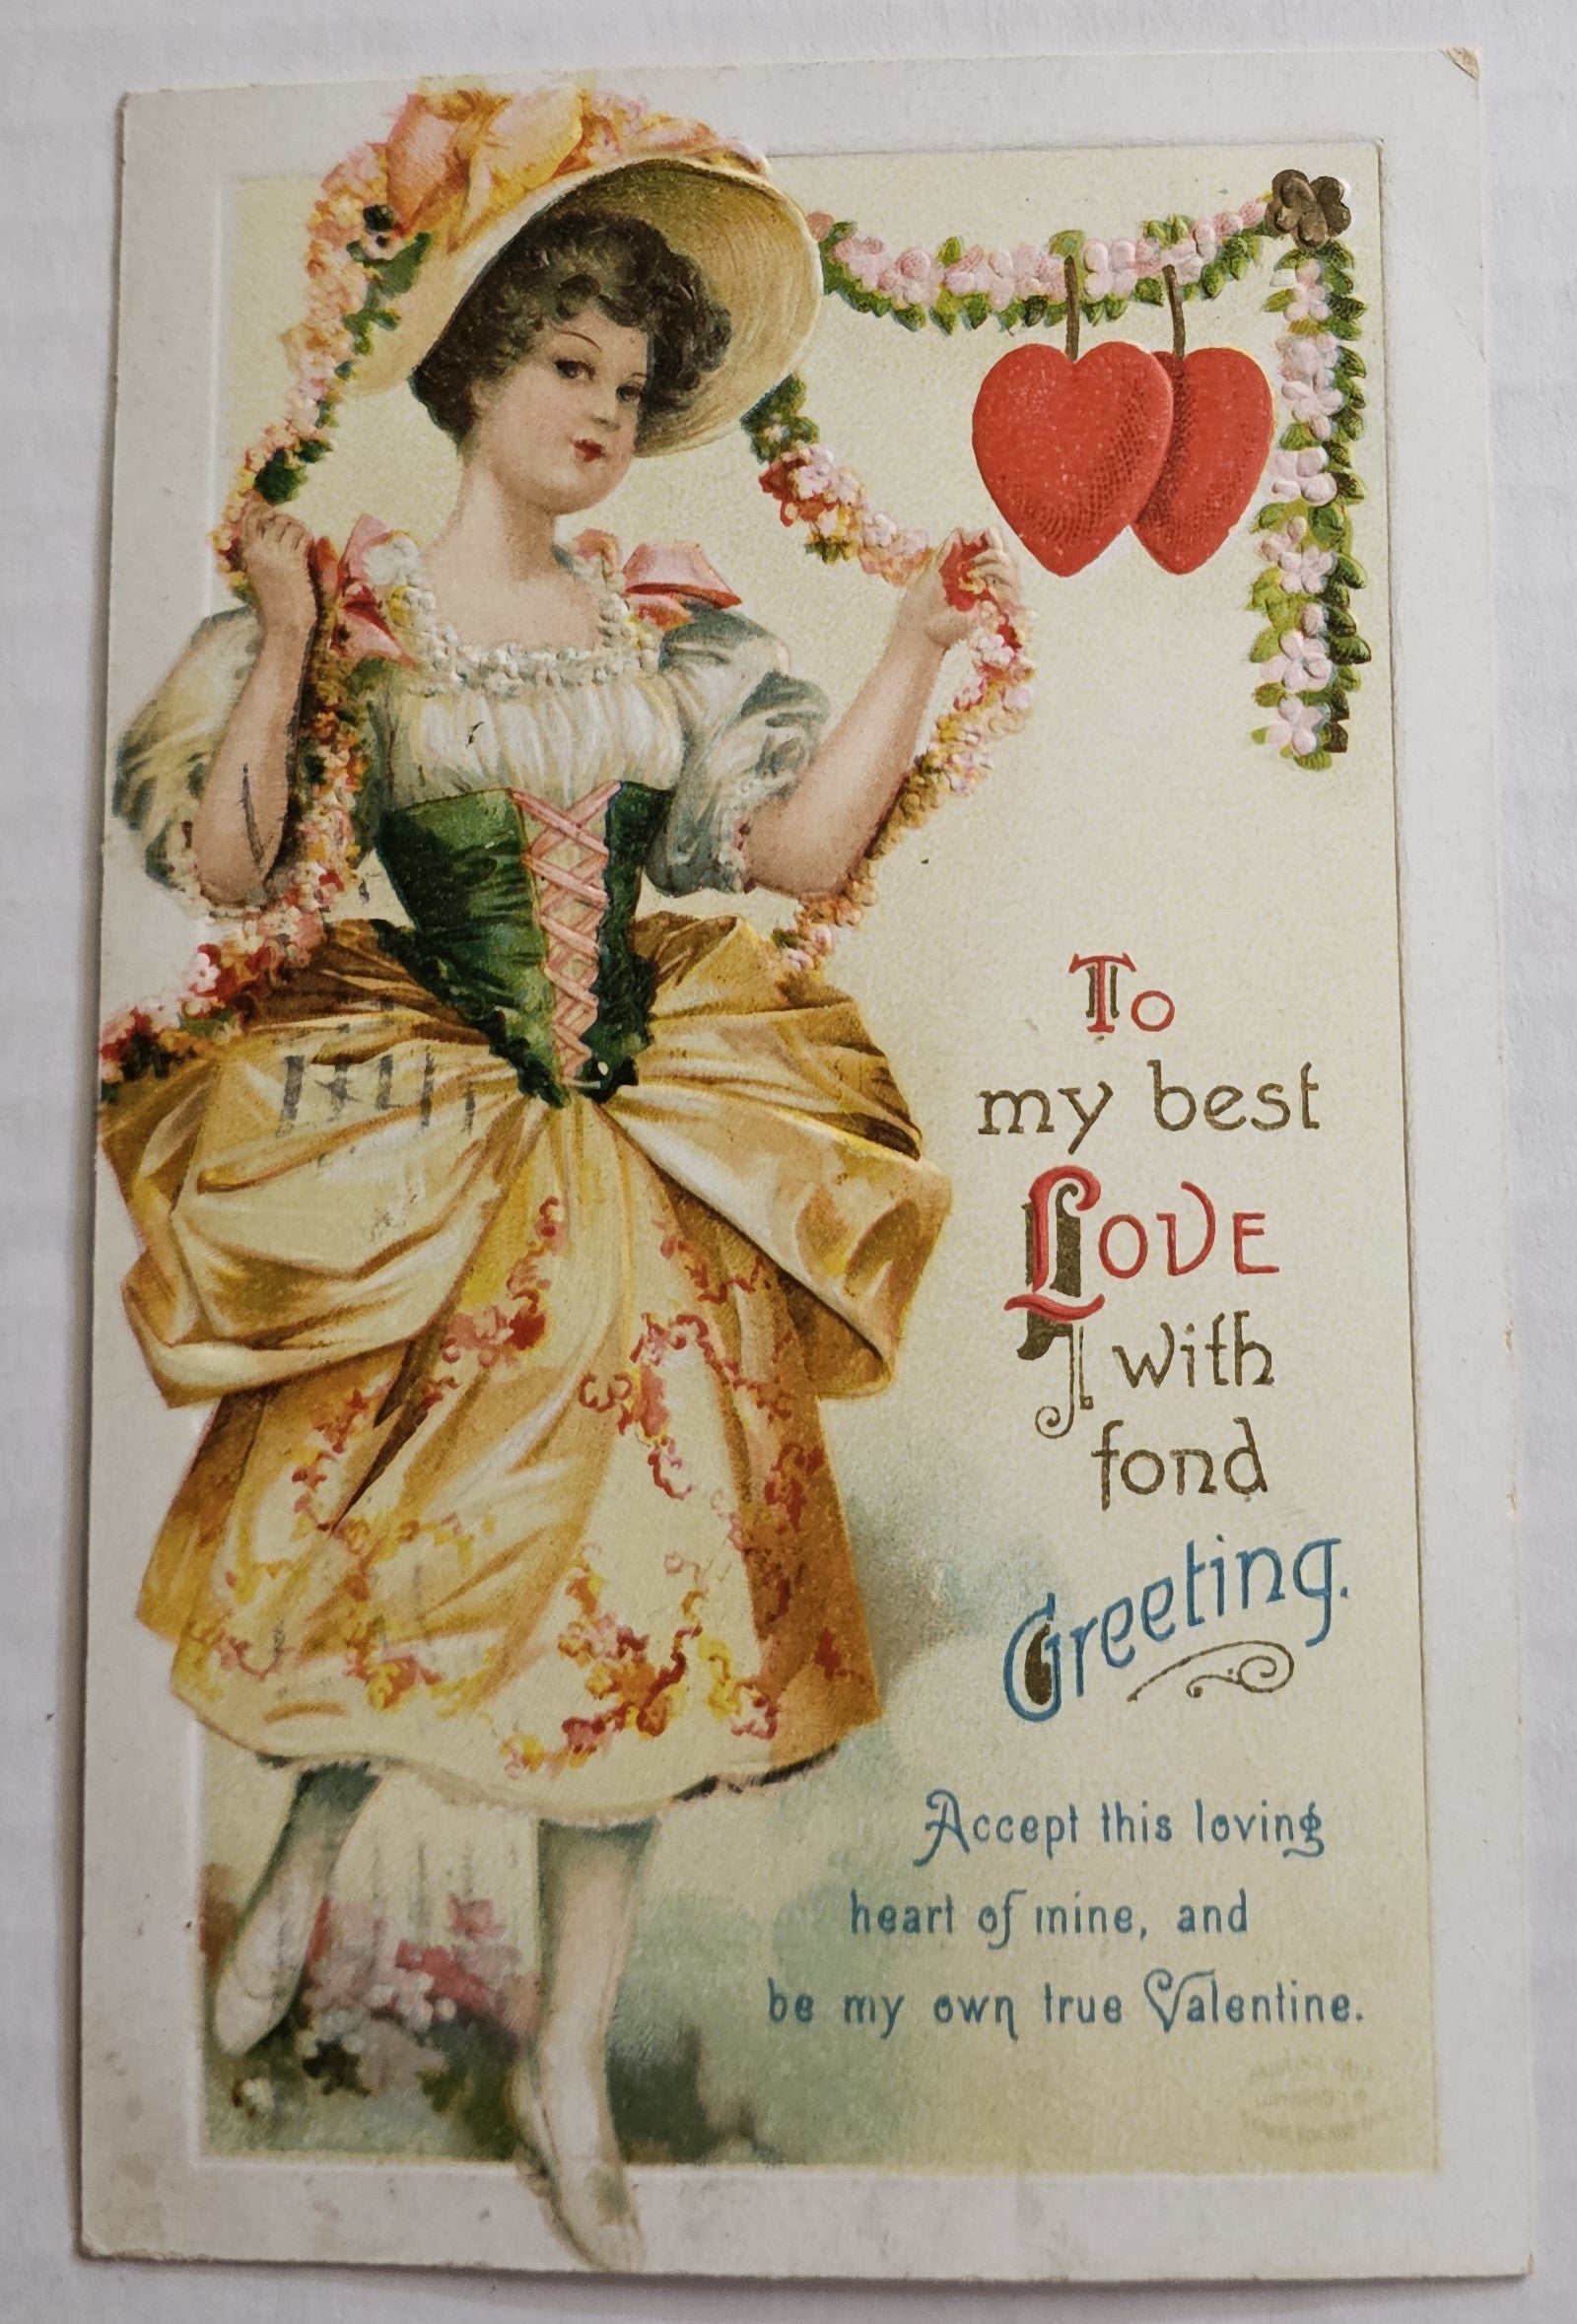 To
my best
Love
with
fond
Greeting.
Accept this loving
heart of mine, and
be my own true Valentine.